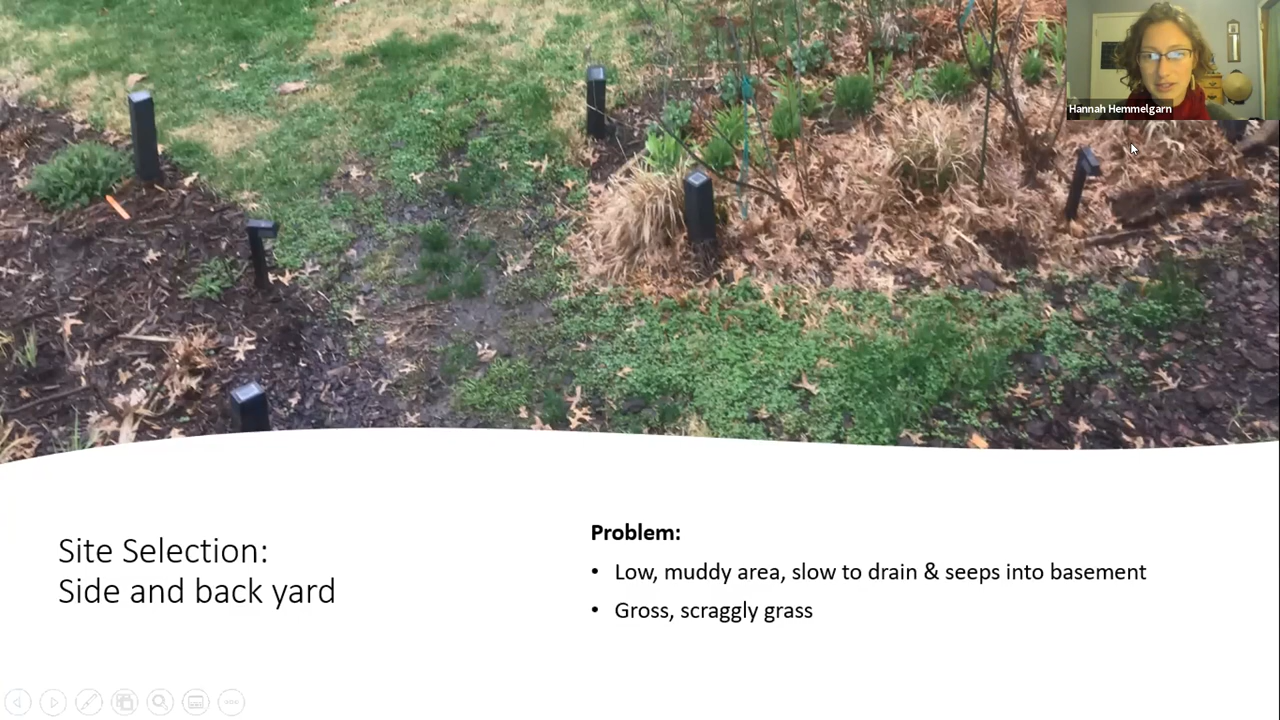 Hannah Hemmelgarn
Site Selection:
Side and back yard
Problem:
• Low, muddy area, slow to drain & seeps into basement
• Gross, scraggly grass